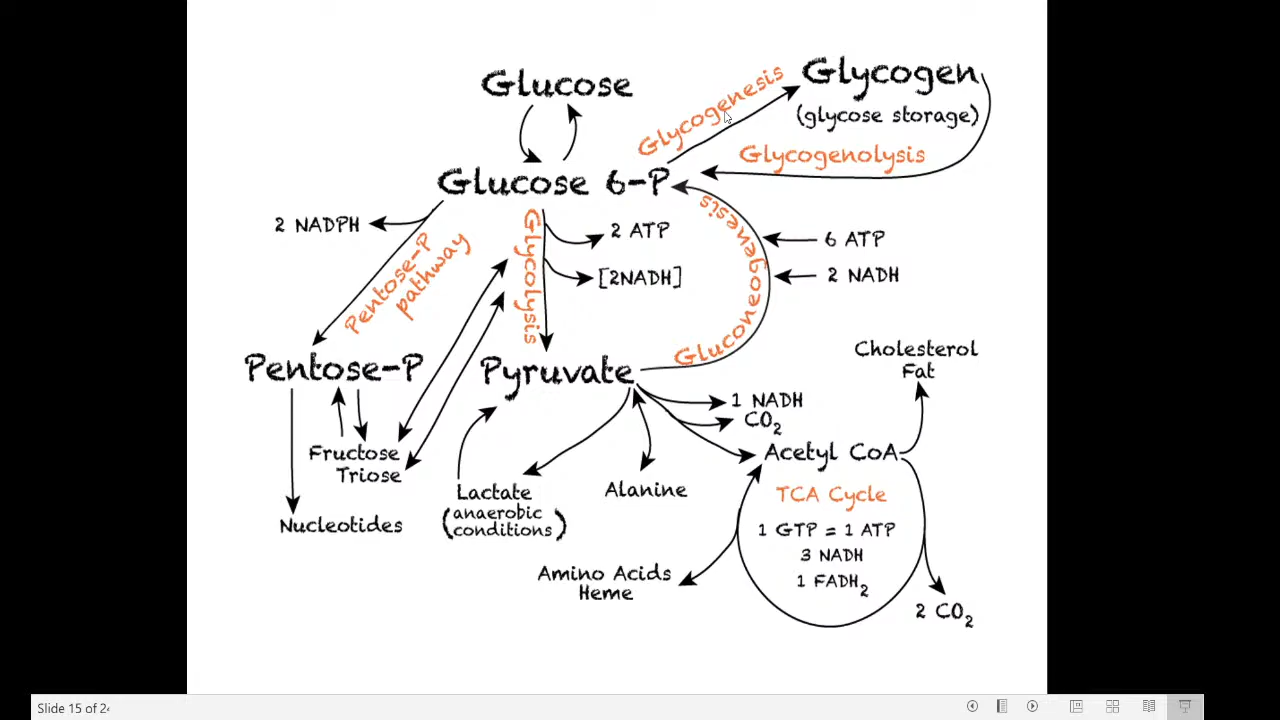 Glucose
Glycogenesis
Glycogen
(glycose storage)
Glycogenolysis
Glucose 6-P
2 NADPH
Pentose-P
pathway
Glycolysis
2 ATP
[2NADH]
Gluconeogenesis
6 ATP
2 NADH
Pentose-P
Pyruvate
Cholesterol
Fat
1 NADH
CO2
Fructose
Triose
Acetyl CoA
Nucleotides
Lactate
(anaerobic
conditions)
Alanine
TCA Cycle
1 GTP = 1 ATP
3 NADH
1 FADH2
Amino Acids
Heme
2 CO2
Slide 15 of 24